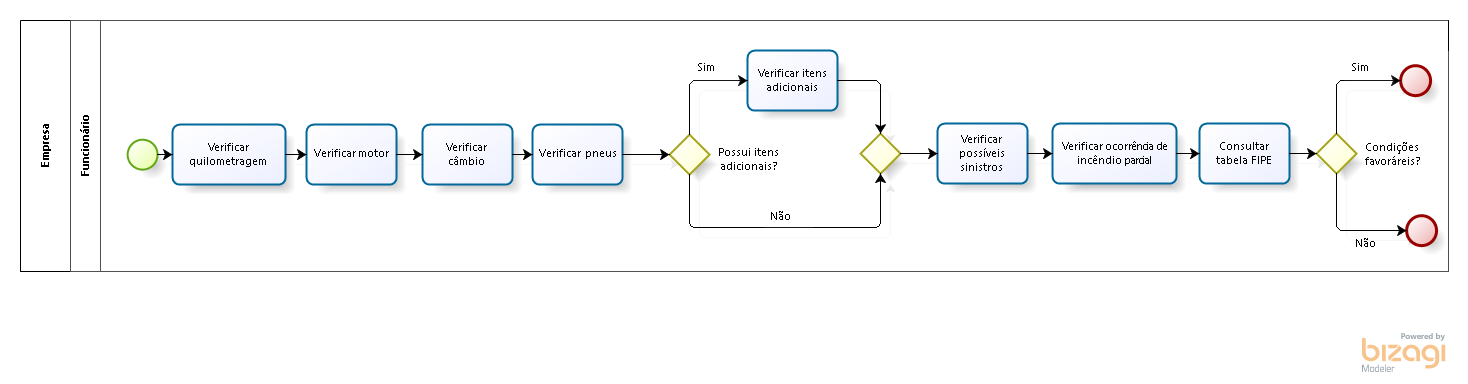 Empresa
Funcionário
Verificar
quilometragem
Verificar motor
Verificar
câmbio
Verificar pneus
Possui itens
adicionais?
Sim
Verificar itens
adicionais
Não
Verificar
possíveis
sinistros
Verificar ocorrência de
incêndio parcial
Consultar
tabela FIPE
Condições
favoráreis?
Sim
Não
Powered by
bizagi
Modeler